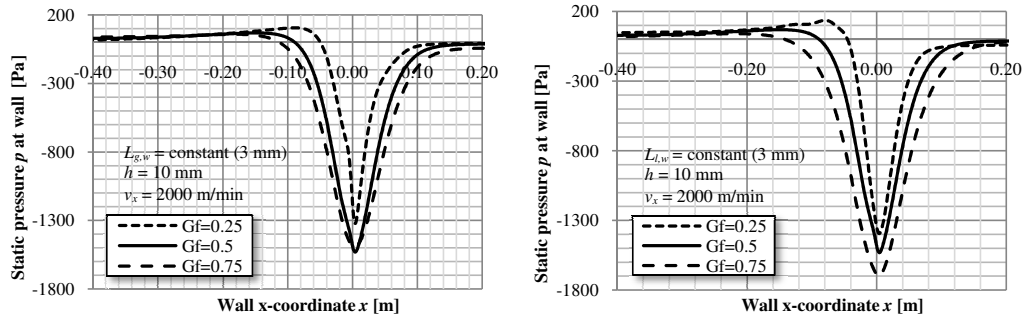 200
-300
-800
-1300
-1800
-0.40 -0.30 -0.20 -0.10 0.00 0.10 0.20
Static pressure p at wall [Pa]
Wall x-coordinate x [m]
Lg,w = constant (3 mm)
h = 10 mm
vx = 2000 m/min
Gf=0.25
Gf=0.5
Gf=0.75
200
-300
-800
-1300
-1800
-0.40 -0.20 0.00 0.20
Static pressure p at wall [Pa]
Wall x-coordinate x [m]
Ll,w = constant (3 mm)
h = 10 mm
vx = 2000 m/min
Gf=0.25
Gf=0.5
Gf=0.75